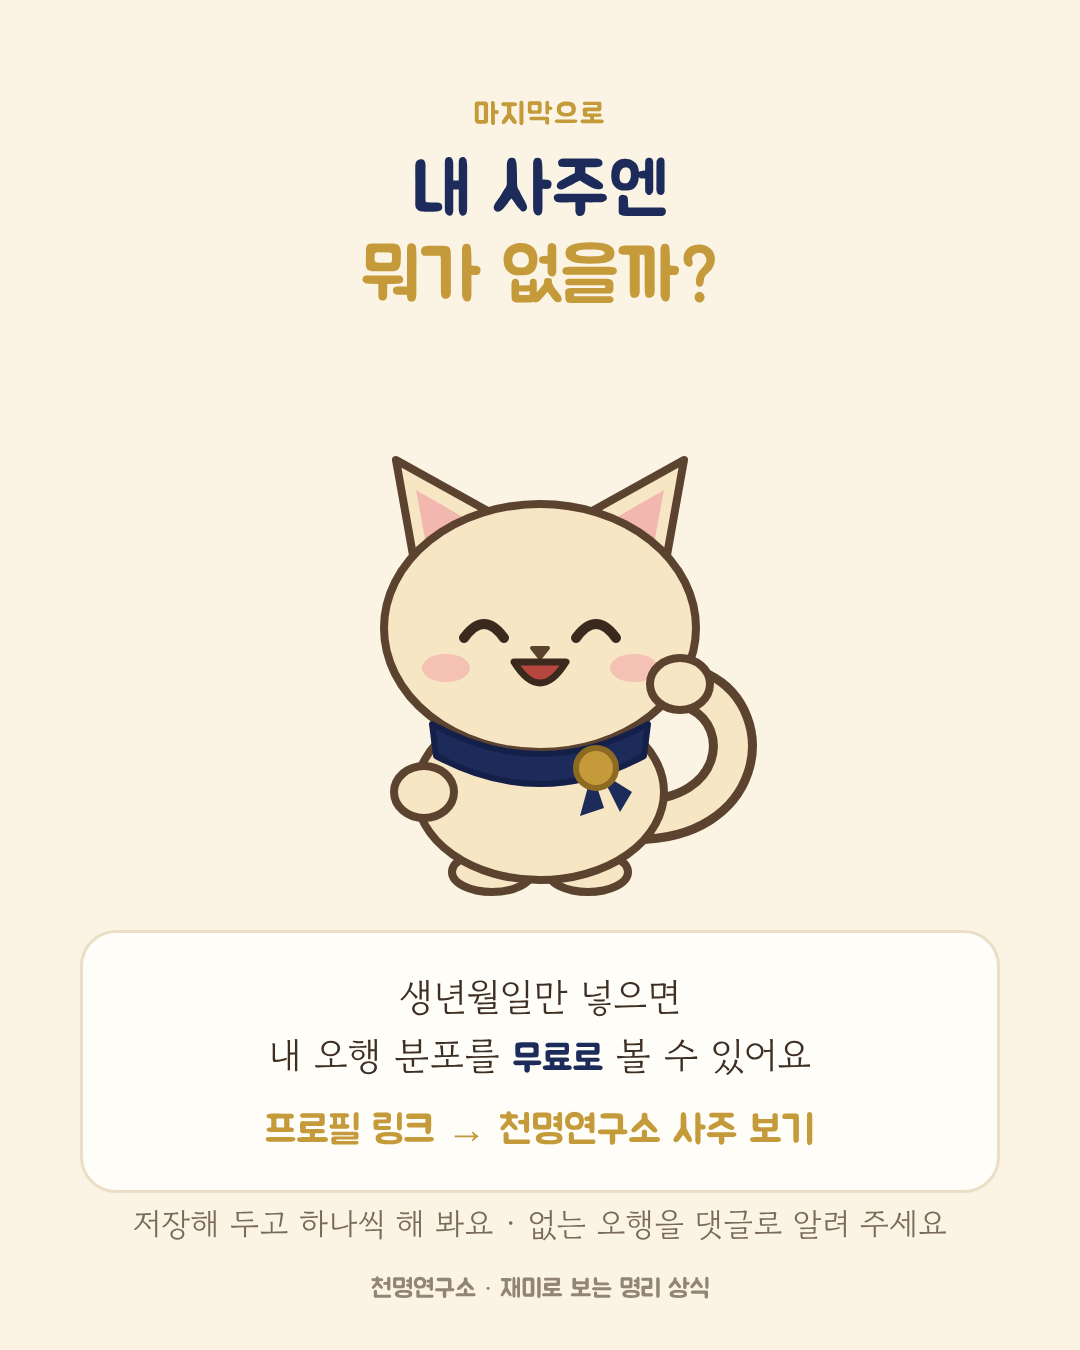 마지막으로
내 사주엔
뭐가 없을까?
생년월일만 넣으면
내 오행 분포를 무료로 볼 수 있어요
프로필 링크 → 천명연구소 사주 보기
저장해 두고 하나씩 해 봐요 · 없는 오행을 댓글로 알려 주세요
천명연구소 · 재미로 보는 명리 상식